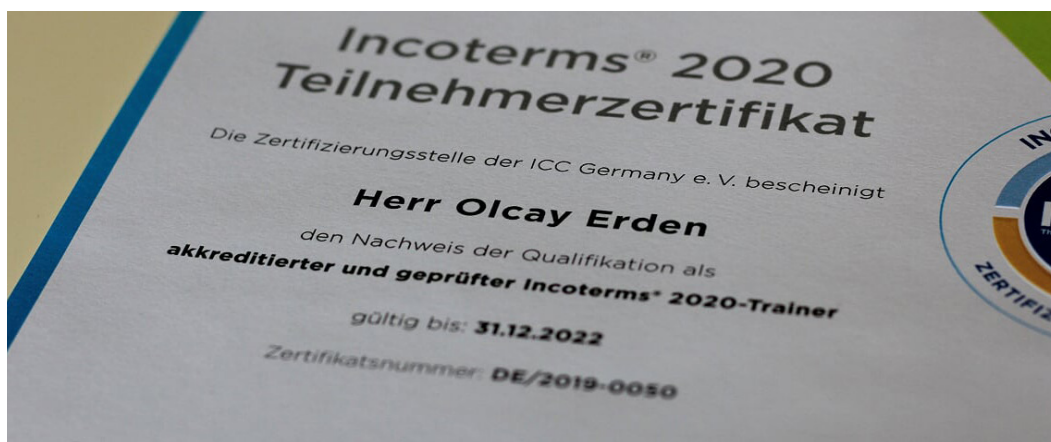 Incoterms® 2020
Teilnehmerzertifikat
Die Zertifizierungsstelle der ICC Germany e. V. bescheinigt
Herr Olcay Erden
den Nachweis der Qualifikation als
akkreditierter und geprüfter Incoterms® 2020-Trainer
gültig bis: 31.12.2022
Zertifikatsnummer: DE/2019-0050